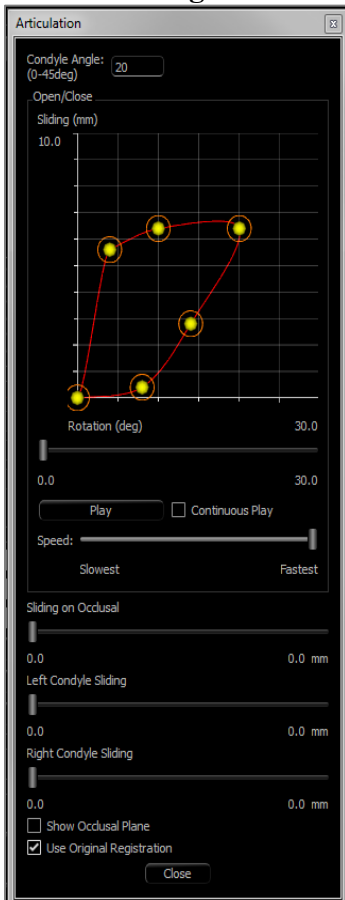 Articulation
Condyle Angle:
(0-45deg)
20
Open/Close
Sliding (mm)
10.0
Rotation (deg) 30.0
0.0 30.0
Play Continuous Play
Speed:
Slowest Fastest
Sliding on Occlusal
0.0 0.0 mm
Left Condyle Sliding
0.0 0.0 mm
Right Condyle Sliding
0.0 0.0 mm
Show Occlusal Plane
Use Original Registration
Close